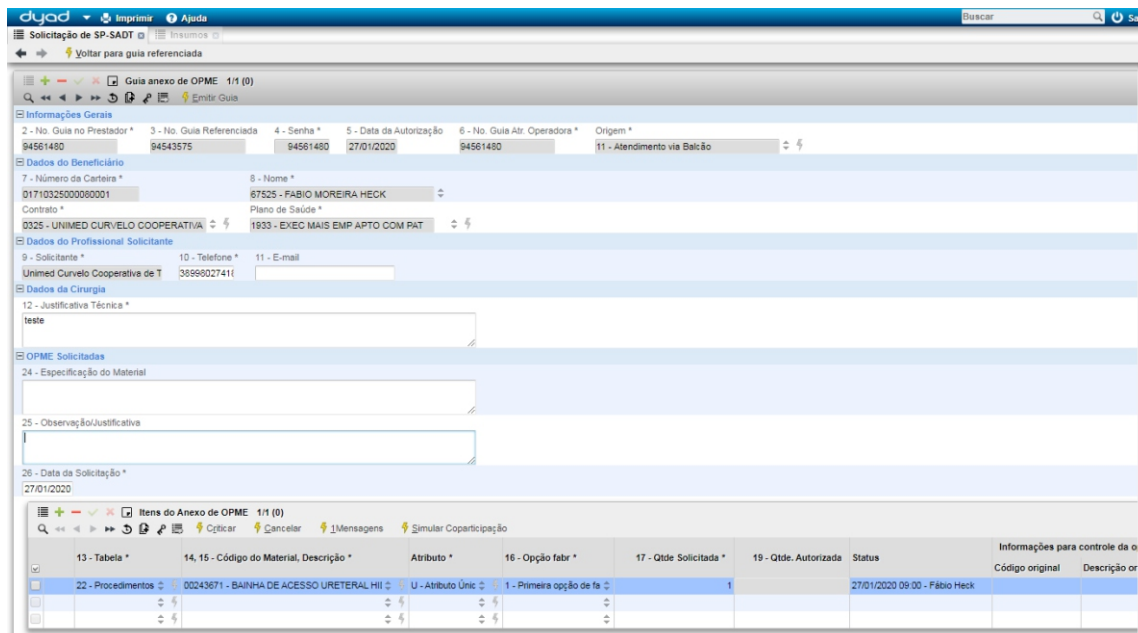 dyad Imprimir Ajuda Buscar
Solicitação de SP-SADT Insumos
Voltar para guia referenciada
Guia anexo de OPME 1/1 (0)
Emitir Guia
Informações Gerais
2 - No. Guia no Prestador * 3 - No. Guia Referenciada 4 - Senha * 5 - Data da Autorização 6 - No. Guia Atr. Operadora * Origem *
94561480 94543575 94561480 27/01/2020 94561480 11 - Atendimento via Balcão
Dados do Beneficiário
7 - Número da Carteira * 8 - Nome *
01710325000080001 67525 - FABIO MOREIRA HECK
Contrato * Plano de Saúde *
0325 - UNIMED CURVELO COOPERATIVA 1933 - EXEC MAIS EMP APTO COM PAT
Dados do Profissional Solicitante
9 - Solicitante * 10 - Telefone * 11 - E-mail
Unimed Curvelo Cooperativa de T 3899802741
Dados da Cirurgia
12 - Justificativa Técnica *
teste
OPME Solicitadas
24 - Especificação do Material
25 - Observação/Justificativa
26 - Data da Solicitação *
27/01/2020
Itens do Anexo de OPME 1/1 (0)
Criticar Cancelar 1Mensagens Simular Coparticipação
13 - Tabela * 14, 15 - Código do Material, Descrição * Atributo * 16 - Opção fabr * 17 - Qtde Solicitada * 19 - Qtde. Autorizada Status Informações para controle da o
Código original Descrição or
22 - Procedimentos 00243671 - BAINHA DE ACESSO URETERAL HI U - Atributo Únic 1 - Primeira opção de fa 1 27/01/2020 09:00 - Fábio Heck